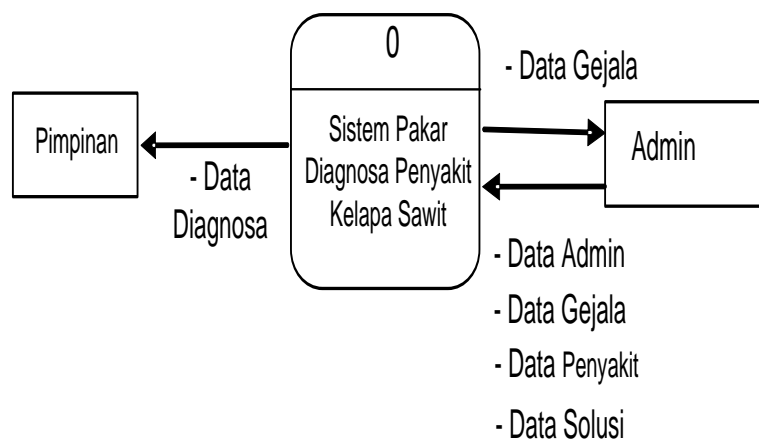 0
Sistem Pakar
Diagnosa Penyakit
Kelapa Sawit
Pimpinan
- Data
Diagnosa
- Data Gejala
Admin
- Data Admin
- Data Gejala
- Data Penyakit
- Data Solusi